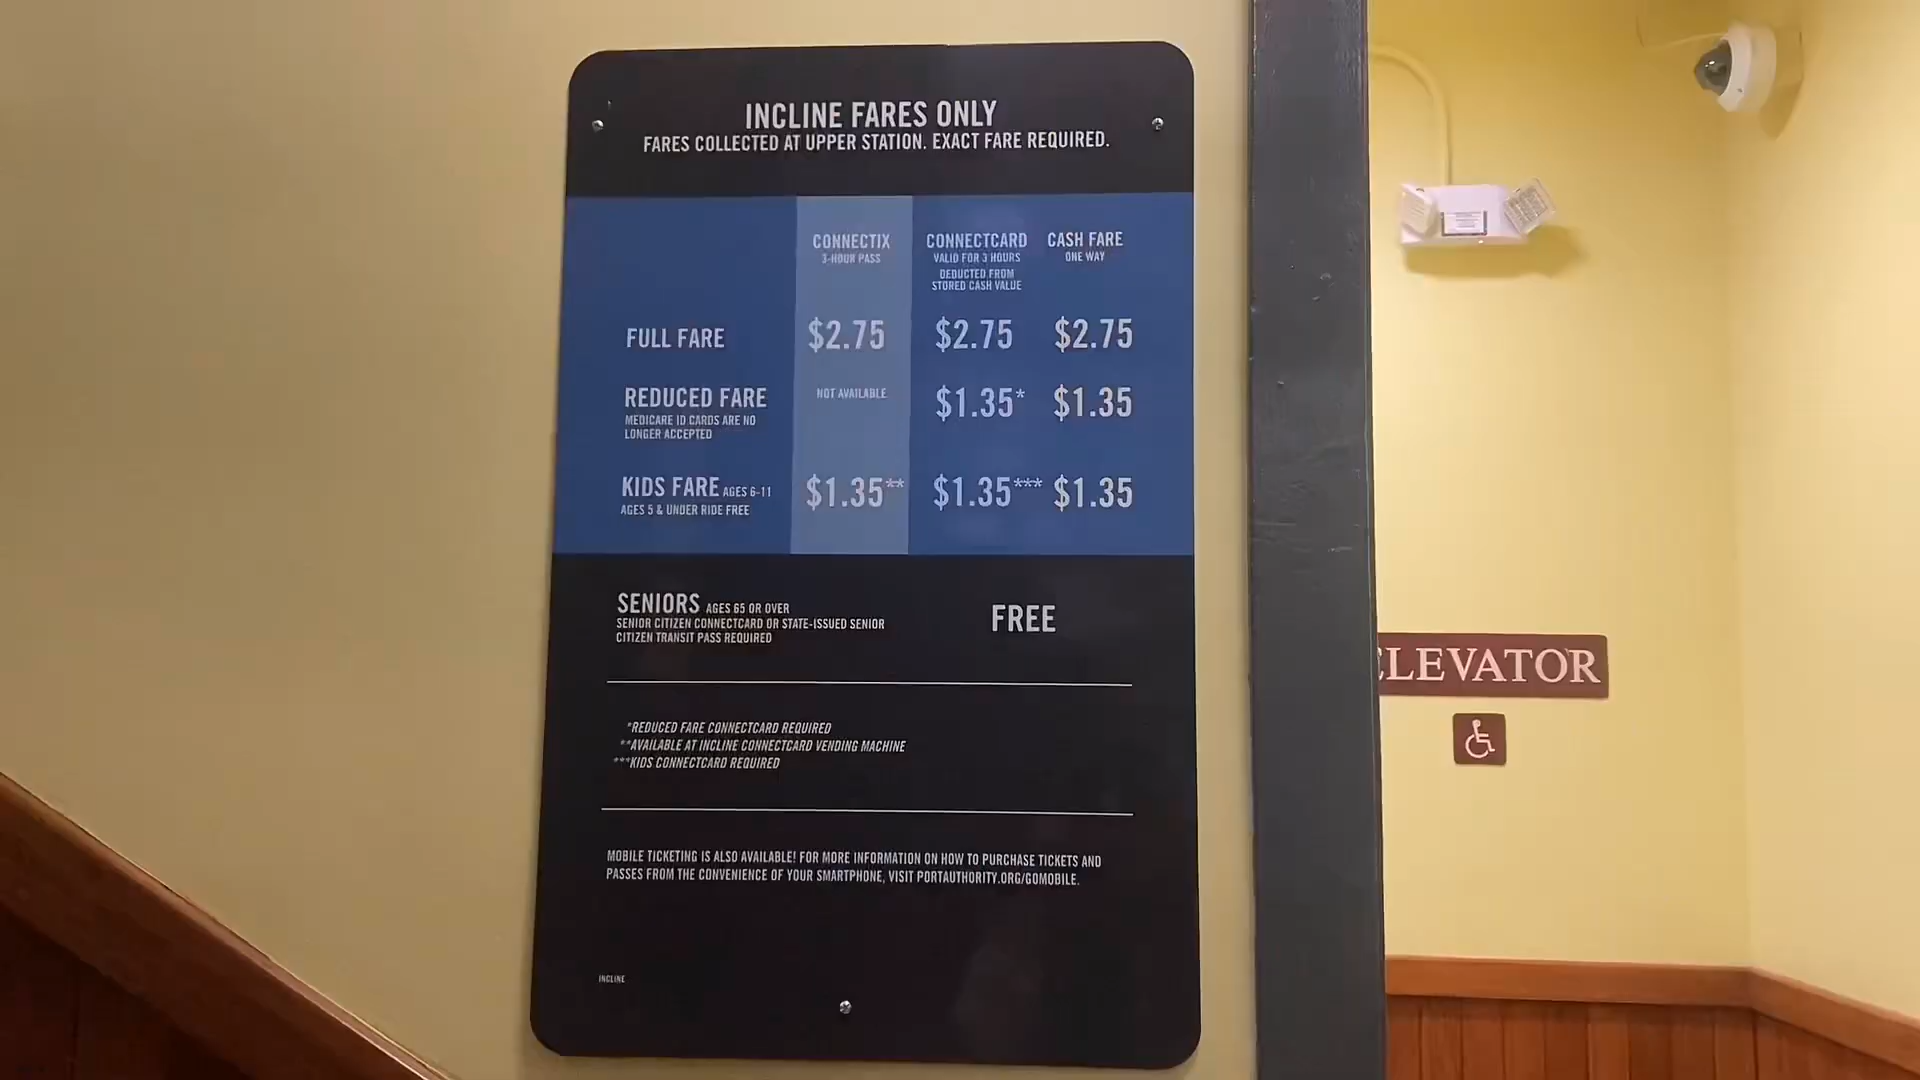 INCLINE FARES ONLY
FARES COLLECTED AT UPPER STATION. EXACT FARE REQUIRED.
CONNECTIX
3-HOUR PASS
CONNECTCARD
VALID FOR 3 HOURS
DEDUCTED FROM
STORED CASH VALUE
CASH FARE
ONE WAY
FULL FARE $2.75 $2.75 $2.75
REDUCED FARE NOT AVAILABLE $1.35* $1.35
MEDICARE ID CARDS ARE NO
LONGER ACCEPTED
KIDS FARE AGES 6-11 $1.35** $1.35*** $1.35
AGES 5 & UNDER RIDE FREE
SENIORS AGES 65 OR OVER FREE
SENIOR CITIZEN CONNECTCARD OR STATE-ISSUED SENIOR
CITIZEN TRANSIT PASS REQUIRED
*REDUCED FARE CONNECTCARD REQUIRED
**AVAILABLE AT INCLINE CONNECTCARD VENDING MACHINE
***KIDS CONNECTCARD REQUIRED
MOBILE TICKETING IS ALSO AVAILABLE! FOR MORE INFORMATION ON HOW TO PURCHASE TICKETS AND
PASSES FROM THE CONVENIENCE OF YOUR SMARTPHONE, VISIT PORTAUTHORITY.ORG/GOMOBILE.
INCLINE
ELEVATOR